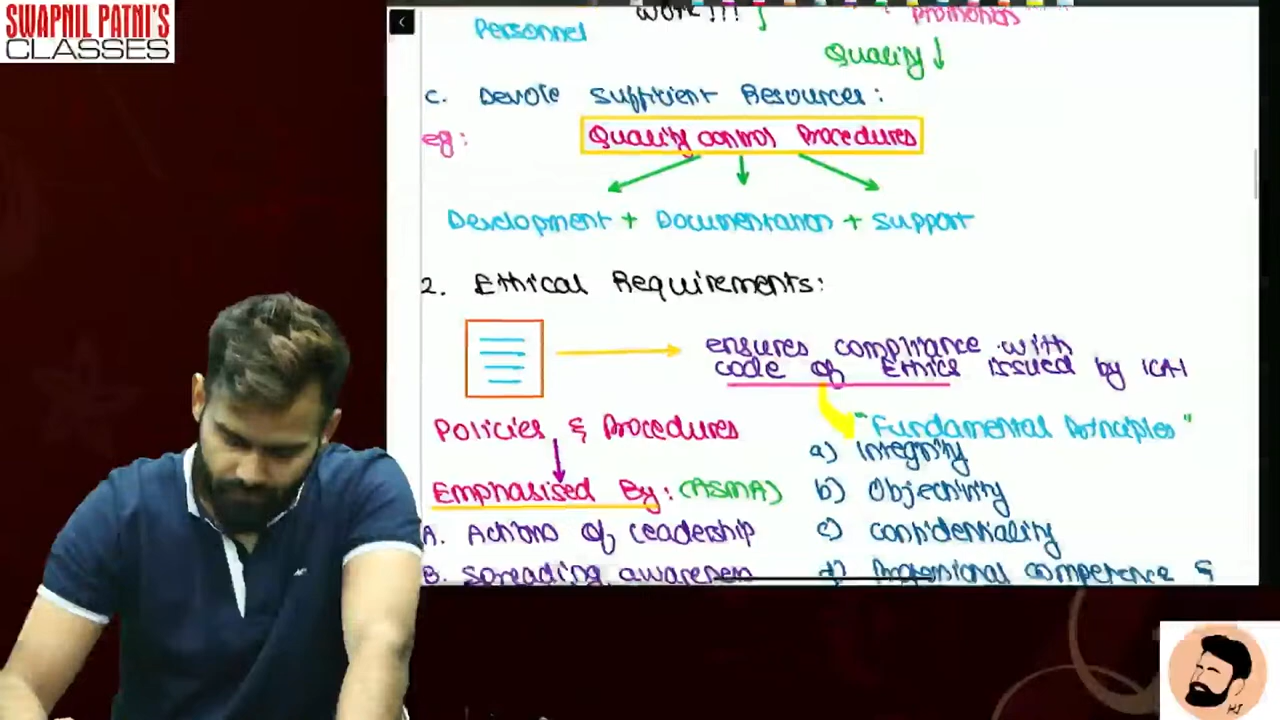 SWAPNIL PATNI'S
CLASSES
Work!!!
Promotion
Personnel
Quality ↓
C. Devote Sufficient Resources:
eg:
Quality control Procedures
Development + Documentation + Support
2. Ethical Requirements:
ensures compliance with
code of Ethics issued by ICAI
Policies & Procedures
"Fundamental Principles"
a) Integrity
Emphasised By: (ASMA)
b) Objectivity
A. Actions of leadership
c) Confidentiality
B. Spreading awareness
d) Professional competence &